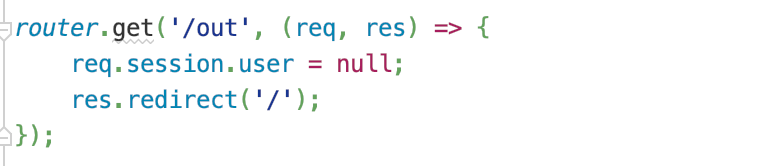 router.get('/out', (req, res) => {
    req.session.user = null;
    res.redirect('/');
});